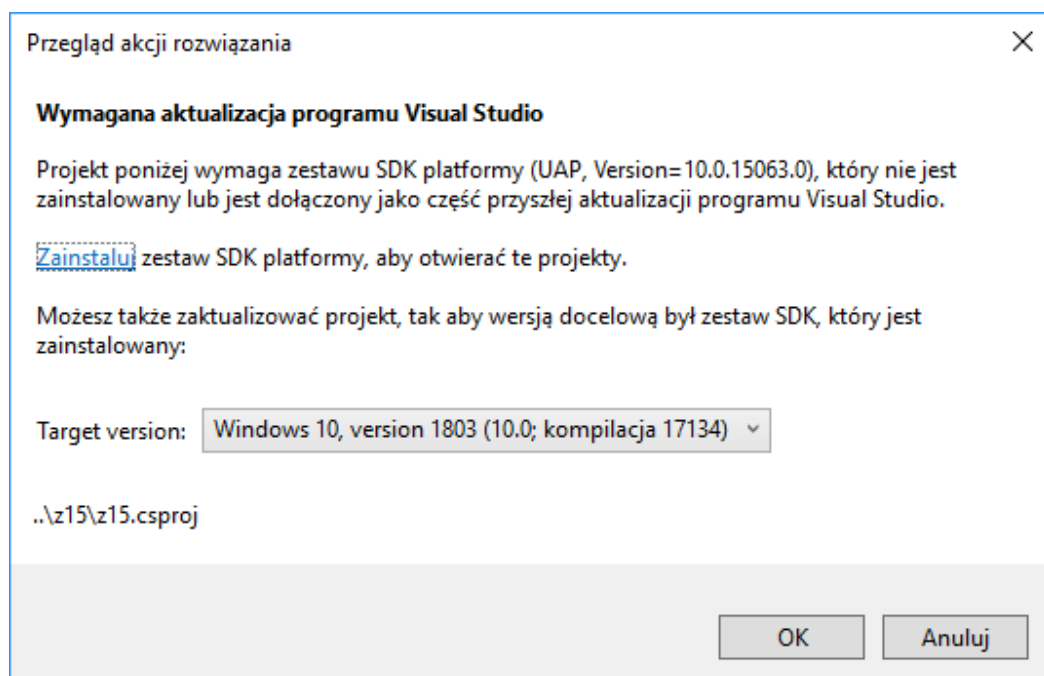 Przegląd akcji rozwiązania
Wymagana aktualizacja programu Visual Studio
Projekt poniżej wymaga zestawu SDK platformy (UAP, Version=10.0.15063.0), który nie jest
zainstalowany lub jest dołączony jako część przyszłej aktualizacji programu Visual Studio.
Zainstaluj zestaw SDK platformy, aby otwierać te projekty.
Możesz także zaktualizować projekt, tak aby wersją docelową był zestaw SDK, który jest
zainstalowany:
Target version: Windows 10, version 1803 (10.0; kompilacja 17134)
..\z15\z15.csproj
OK Anuluj